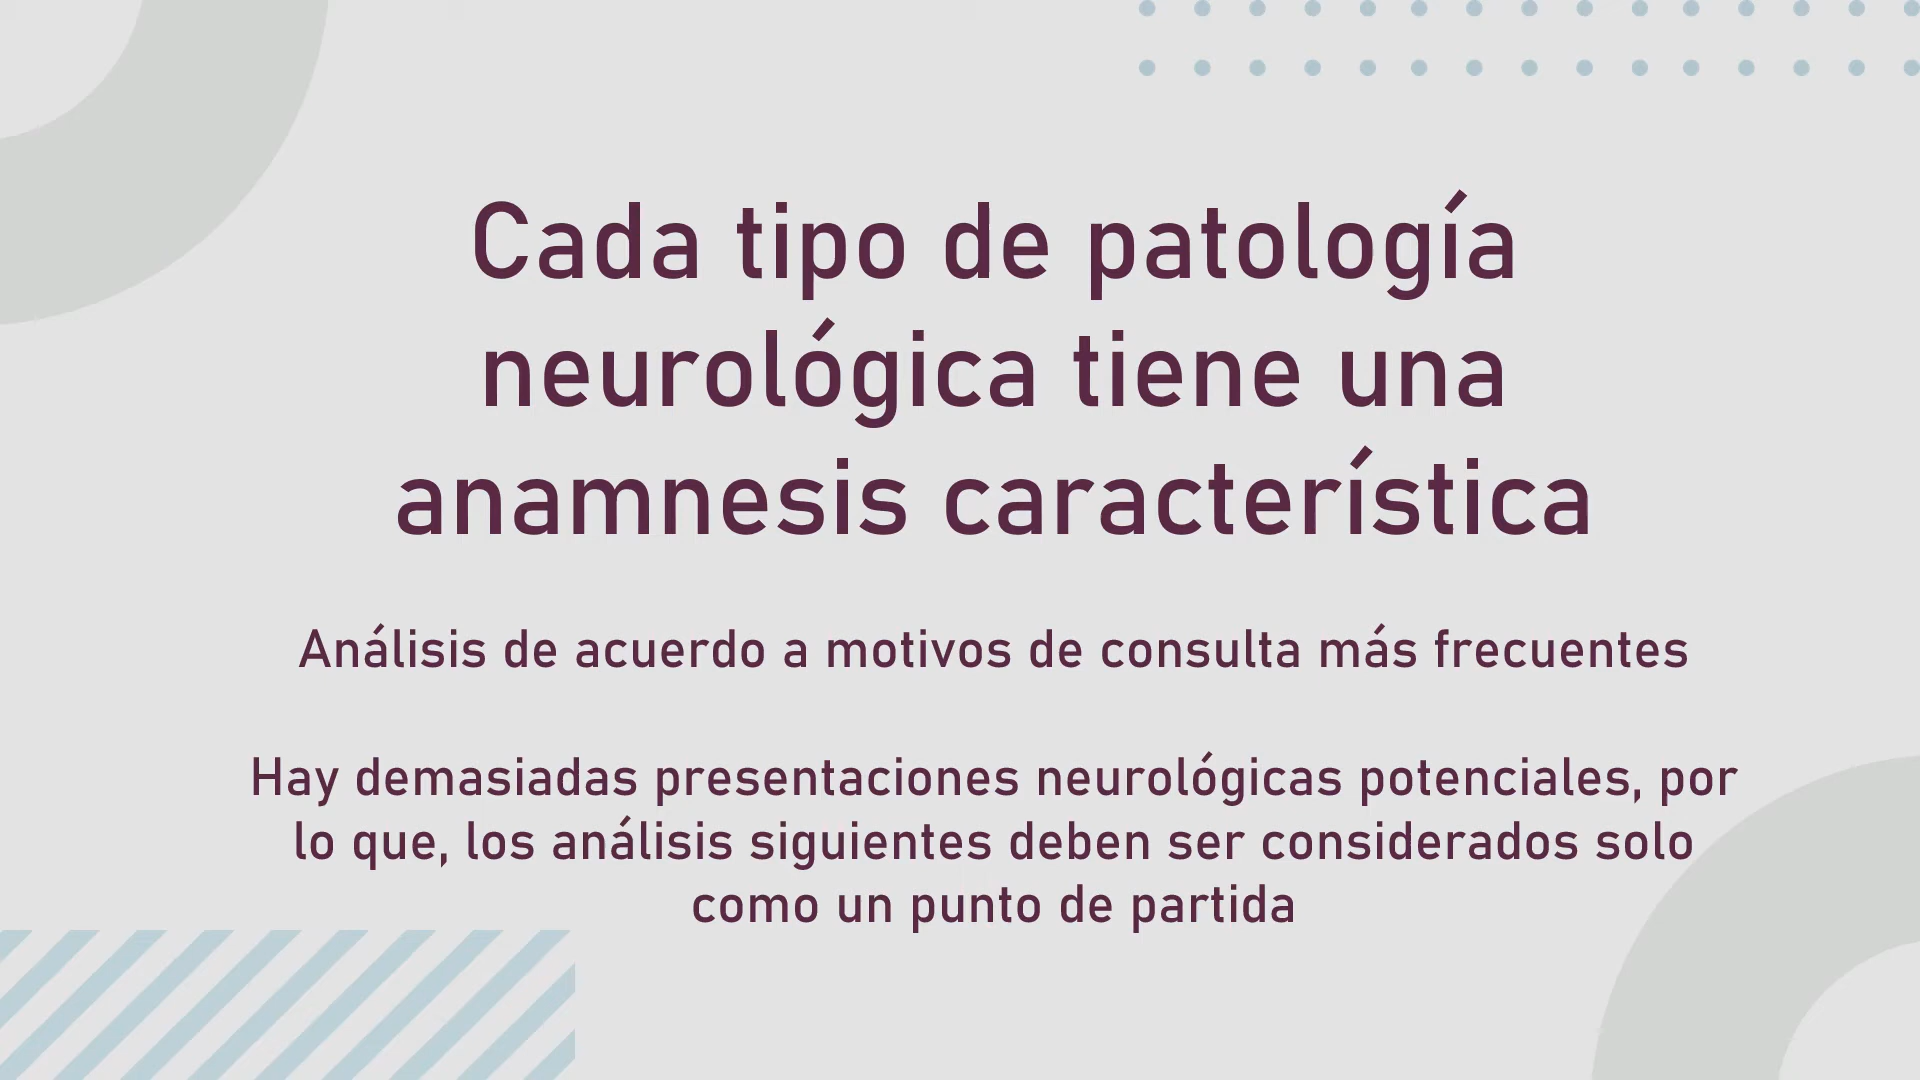 Cada tipo de patología
neurológica tiene una
anamnesis característica
Análisis de acuerdo a motivos de consulta más frecuentes
Hay demasiadas presentaciones neurológicas potenciales, por
lo que, los análisis siguientes deben ser considerados solo
como un punto de partida